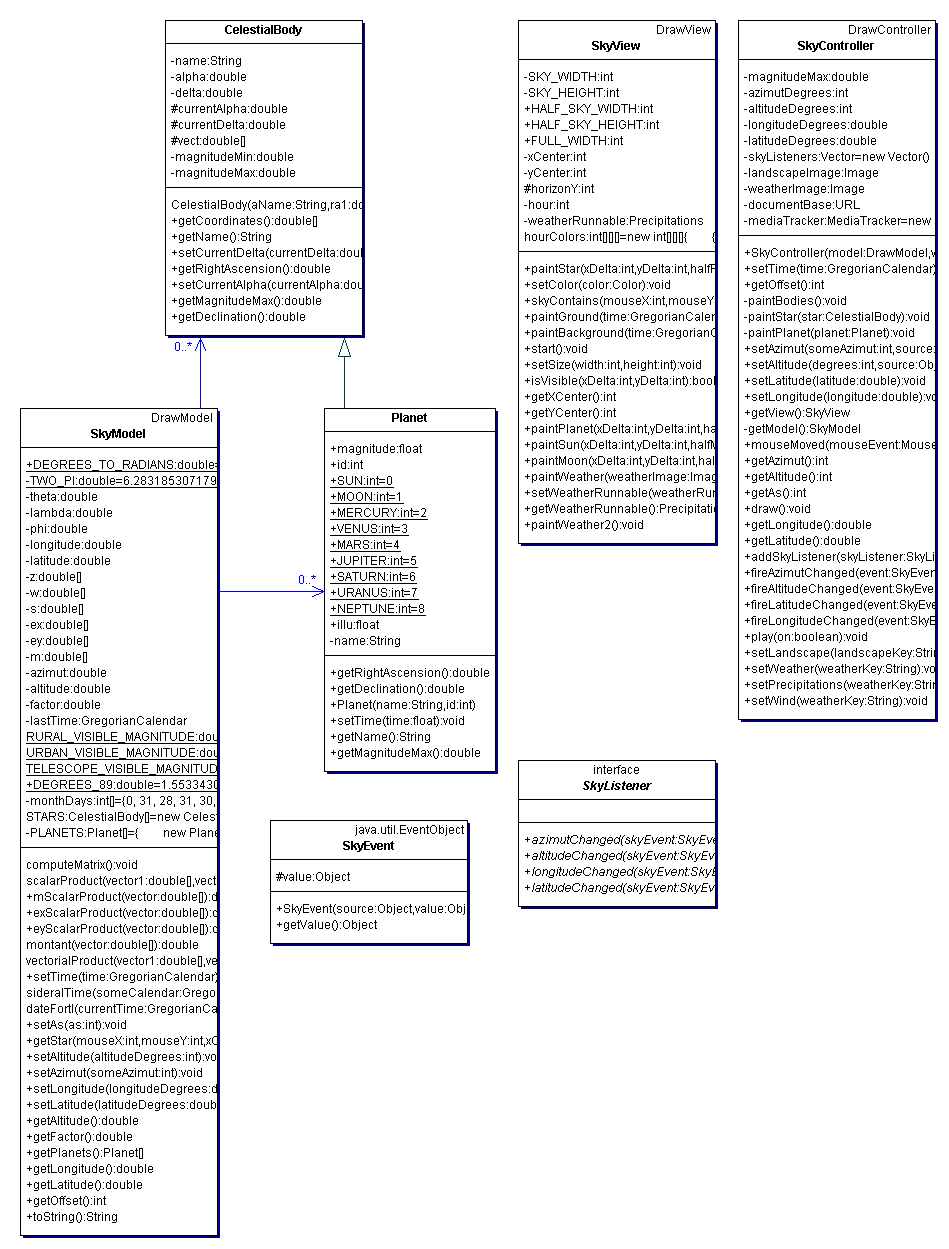 CelestialBody
-name:String
-alpha:double
-delta:double
#currentAlpha:double
#currentDelta:double
#vect:double[]
-magnitudeMin:double
-magnitudeMax:double
CelestialBody(aName:String,ra1:do
+getCoordinates():double[]
+getName():String
+setCurrentDelta(currentDelta:doul
+getRightAscension():double
+setCurrentAlpha(currentAlpha:dou
+getMagnitudeMax():double
+getDeclination():double
0..*
DrawModel
SkyModel
+DEGREES_TO_RADIANS:double=
-TWO_PI:double=6.283185307179
-theta:double
-lambda:double
-phi:double
-longitude:double
-latitude:double
-z:double[]
-w:double[]
-s:double[]
-ex:double[]
-ey:double[]
-m:double[]
-azimut:double
-altitude:double
-factor:double
-lastTime:GregorianCalendar
RURAL_VISIBLE_MAGNITUDE:dou
URBAN_VISIBLE_MAGNITUDE:dou
TELESCOPE_VISIBLE_MAGNITUD
+DEGREES_89:double=1.5533430
-monthDays:int[]={0, 31, 28, 31, 30,
STARS:CelestialBody[]=new Celest
-PLANETS:Planet[]={ new Plane
computeMatrix():void
scalarProduct(vector1:double[],vect
+mScalarProduct(vector:double[]):d
+exScalarProduct(vector:double[]):d
+eyScalarProduct(vector:double[]):d
montant(vector:double[]):double
vectorialProduct(vector1:double[],ve
+setTime(time:GregorianCalendar)
sideralTime(someCalendar:Grego
dateFortI(currentTime:GregorianCa
+setAs(as:int):void
+getStar(mouseX:int,mouseY:int,xC
+setAltitude(altitudeDegrees:int):vo
+setAzimut(someAzimut:int):void
+setLongitude(longitudeDegrees:d
+setLatitude(latitudeDegrees:doub
+getAltitude():double
+getFactor():double
+getPlanets():Planet[]
+getLongitude():double
+getLatitude():double
+getOffset():int
+toString():String
0..*
Planet
+magnitude:float
+id:int
+SUN:int=0
+MOON:int=1
+MERCURY:int=2
+VENUS:int=3
+MARS:int=4
+JUPITER:int=5
+SATURN:int=6
+URANUS:int=7
+NEPTUNE:int=8
+illu:float
-name:String
+getRightAscension():double
+getDeclination():double
+Planet(name:String,id:int)
+setTime(time:float):void
+getName():String
+getMagnitudeMax():double
java.util.EventObject
SkyEvent
#value:Object
+SkyEvent(source:Object,value:Obj
+getValue():Object
DrawView
SkyView
-SKY_WIDTH:int
-SKY_HEIGHT:int
+HALF_SKY_WIDTH:int
+HALF_SKY_HEIGHT:int
+FULL_WIDTH:int
-xCenter:int
-yCenter:int
#horizonY:int
-hour:int
-weatherRunnable:Precipitations
hourColors:int[][][]=new int[][][]{ {
+paintStar(xDelta:int,yDelta:int,halfF
+setColor(color:Color):void
+skyContains(mouseX:int,mouseY
+paintGround(time:GregorianCaler
+paintBackground(time:GregorianC
+start():void
+setSize(width:int,height:int):void
+isVisible(xDelta:int,yDelta:int):bool
+getXCenter():int
+getYCenter():int
+paintPlanet(xDelta:int,yDelta:int,ha
+paintSun(xDelta:int,yDelta:int,halfM
+paintMoon(xDelta:int,yDelta:int,hal
+paintWeather(weatherImage:Imag
+setWeatherRunnable(weatherRur
+getWeatherRunnable():Precipitati
+paintWeather2():void
interface
SkyListener
+azimutChanged(skyEvent:SkyEve
+altitudeChanged(skyEvent:SkyEv
+longitudeChanged(skyEvent:SkyE
+latitudeChanged(skyEvent:SkyEv
DrawController
SkyController
-magnitudeMax:double
-azimutDegrees:int
-altitudeDegrees:int
-longitudeDegrees:double
-latitudeDegrees:double
-skyListeners:Vector=new Vector()
-landscapeImage:Image
-weatherImage:Image
-documentBase:URL
-mediaTracker:MediaTracker=new
+SkyController(model:DrawModel,v
+setTime(time:GregorianCalendar)
+getOffset():int
-paintBodies():void
-paintStar(star:CelestialBody):void
-paintPlanet(planet:Planet):void
+setAzimut(someAzimut:int,source:
+setAltitude(degrees:int,source:Obj
+setLatitude(latitude:double):void
+setLongitude(longitude:double):vo
+getView():SkyView
-getModel():SkyModel
+mouseMoved(mouseEvent:Mouse
+getAzimut():int
+getAltitude():int
+getAs():int
+draw():void
+getLongitude():double
+getLatitude():double
+addSkyListener(skyListener:SkyLi
+fireAzimutChanged(event:SkyEven
+fireAltitudeChanged(event:SkyEve
+fireLatitudeChanged(event:SkyEve
+fireLongitudeChanged(event:SkyE
+play(on:boolean):void
+setLandscape(landscapeKey:Strin
+setWeather(weatherKey:String):vo
+setPrecipitations(weatherKey:Strin
+setWind(weatherKey:String):void